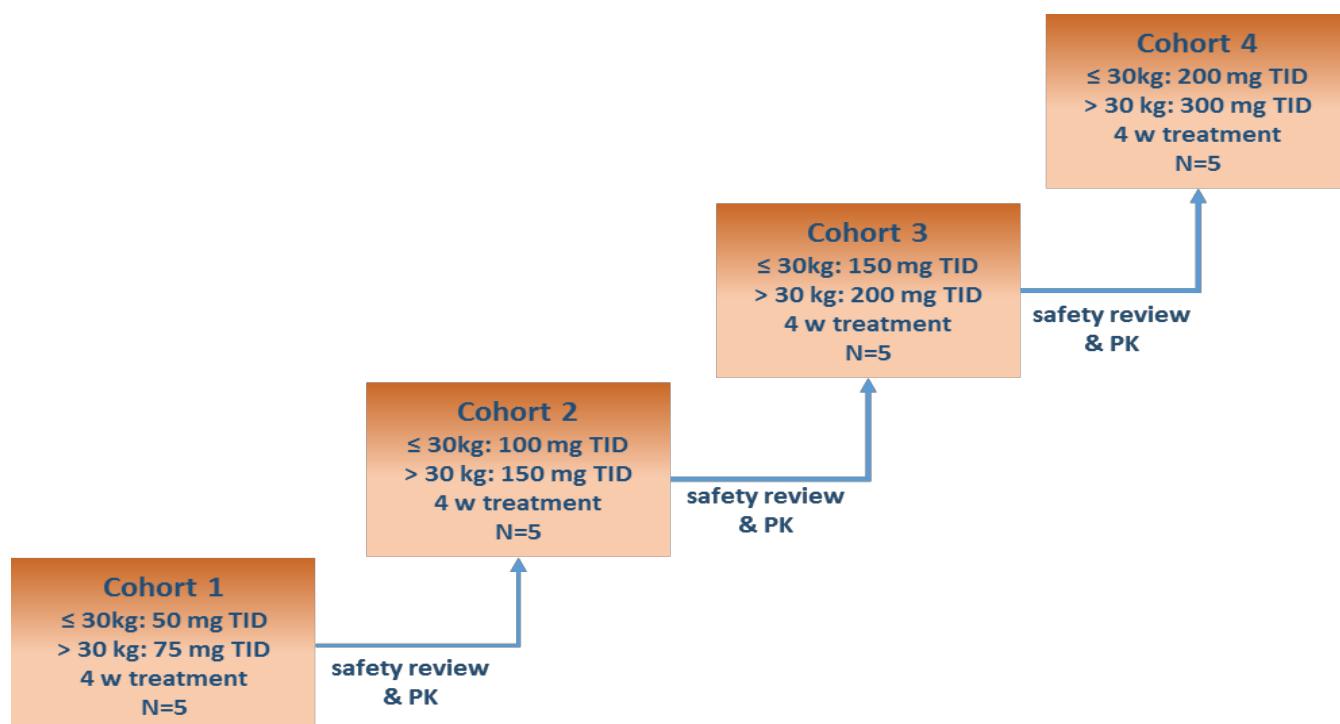 Cohort 4
≤ 30kg: 200 mg TID
> 30 kg: 300 mg TID
4 w treatment
N=5
Cohort 3
≤ 30kg: 150 mg TID
> 30 kg: 200 mg TID
4 w treatment
N=5
safety review
& PK
Cohort 2
≤ 30kg: 100 mg TID
> 30 kg: 150 mg TID
4 w treatment
N=5
safety review
& PK
Cohort 1
≤ 30kg: 50 mg TID
> 30 kg: 75 mg TID
4 w treatment
N=5
safety review
& PK